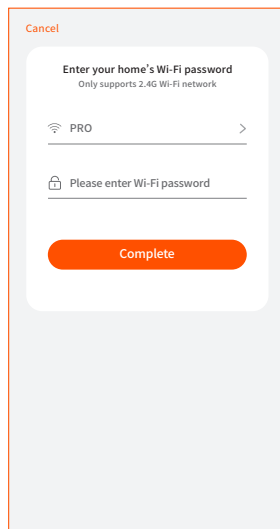 Cancel
Enter your home's Wi-Fi password
Only supports 2.4G Wi-Fi network
PRO
Please enter Wi-Fi password
Complete